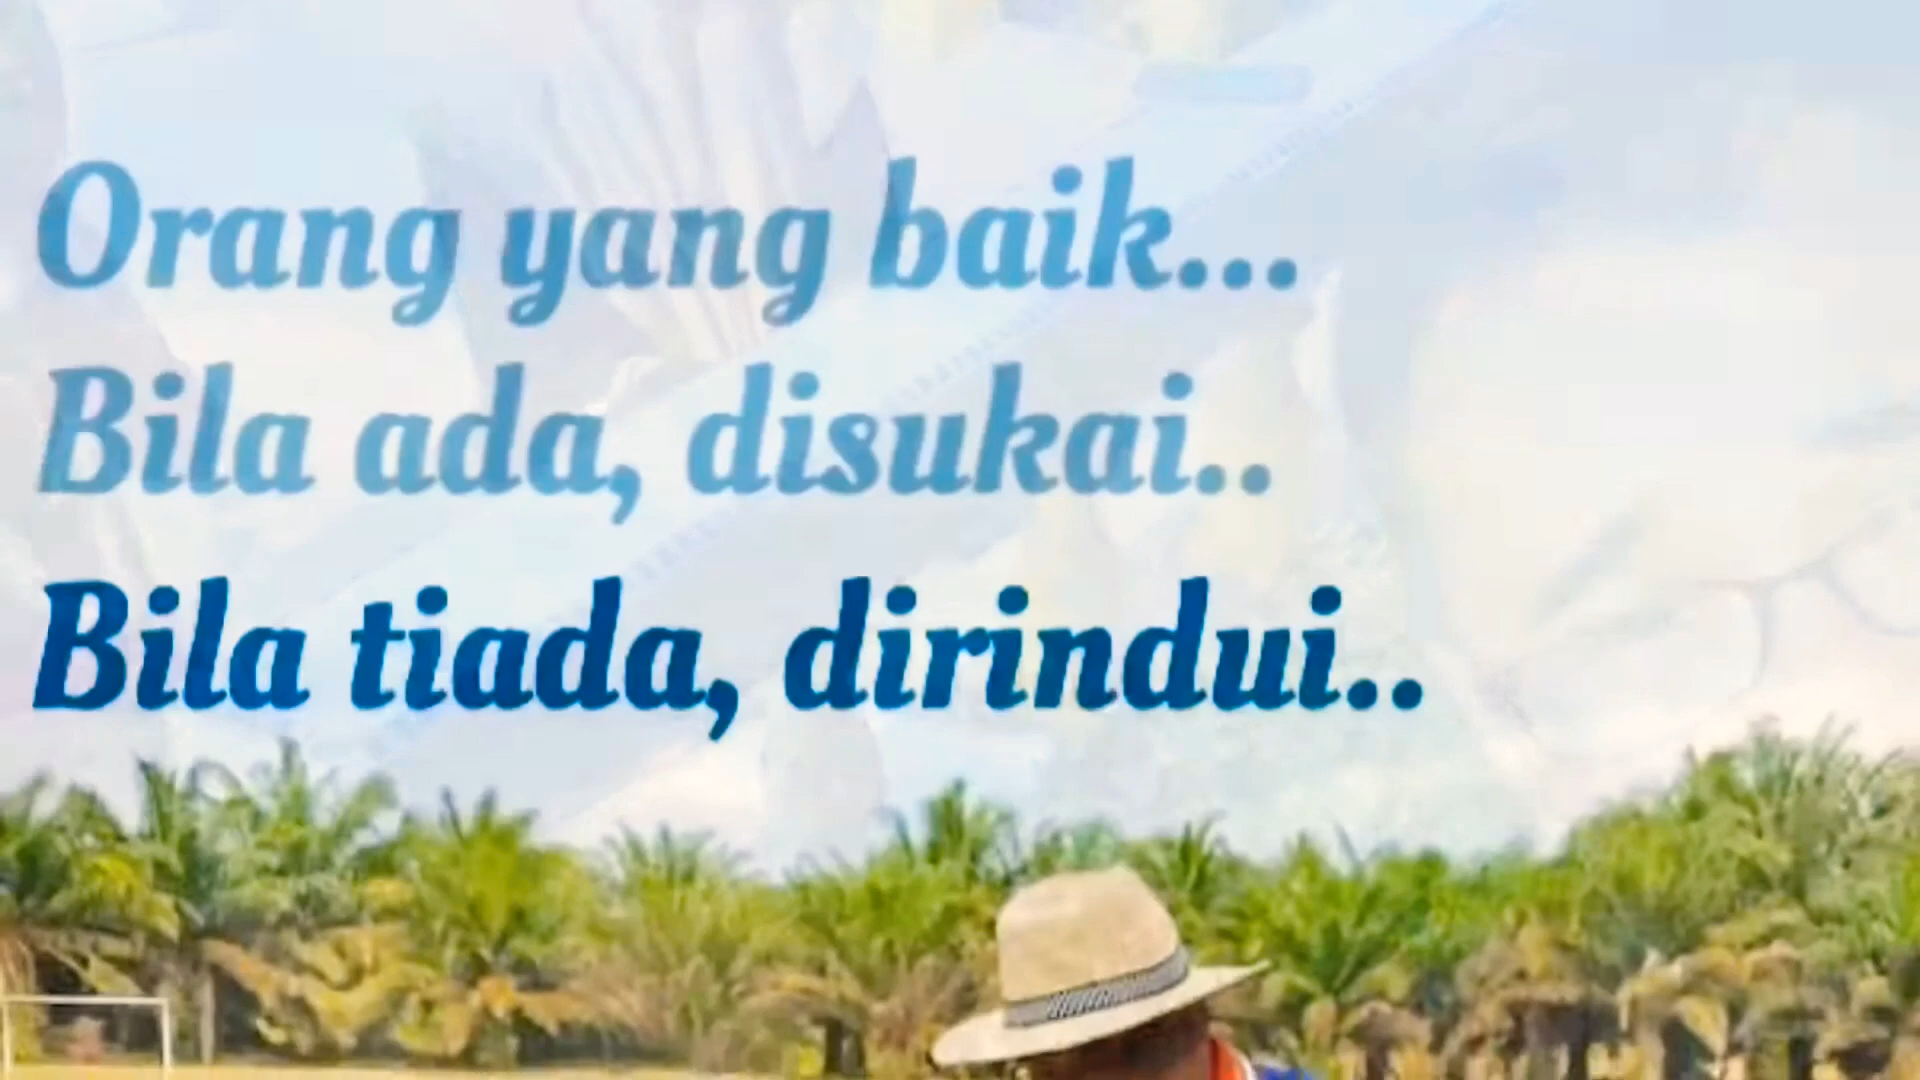 Orang yang baik...
Bila ada, disukai..
Bila tiada, dirindui..